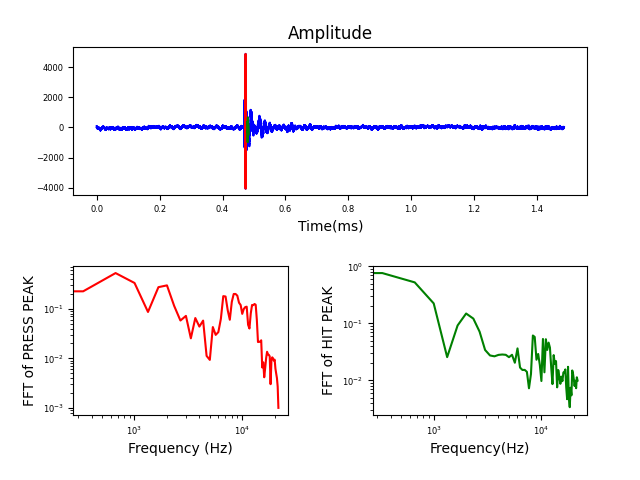 Amplitude
4000
2000
0
−2000
−4000
0.0 0.2 0.4 0.6 0.8 1.0 1.2 1.4
Time(ms)
FFT of PRESS PEAK
10⁻¹
10⁻²
10⁻³
10³ 10⁴
Frequency (Hz)
FFT of HIT PEAK
10⁰
10⁻¹
10⁻²
10³ 10⁴
Frequency(Hz)